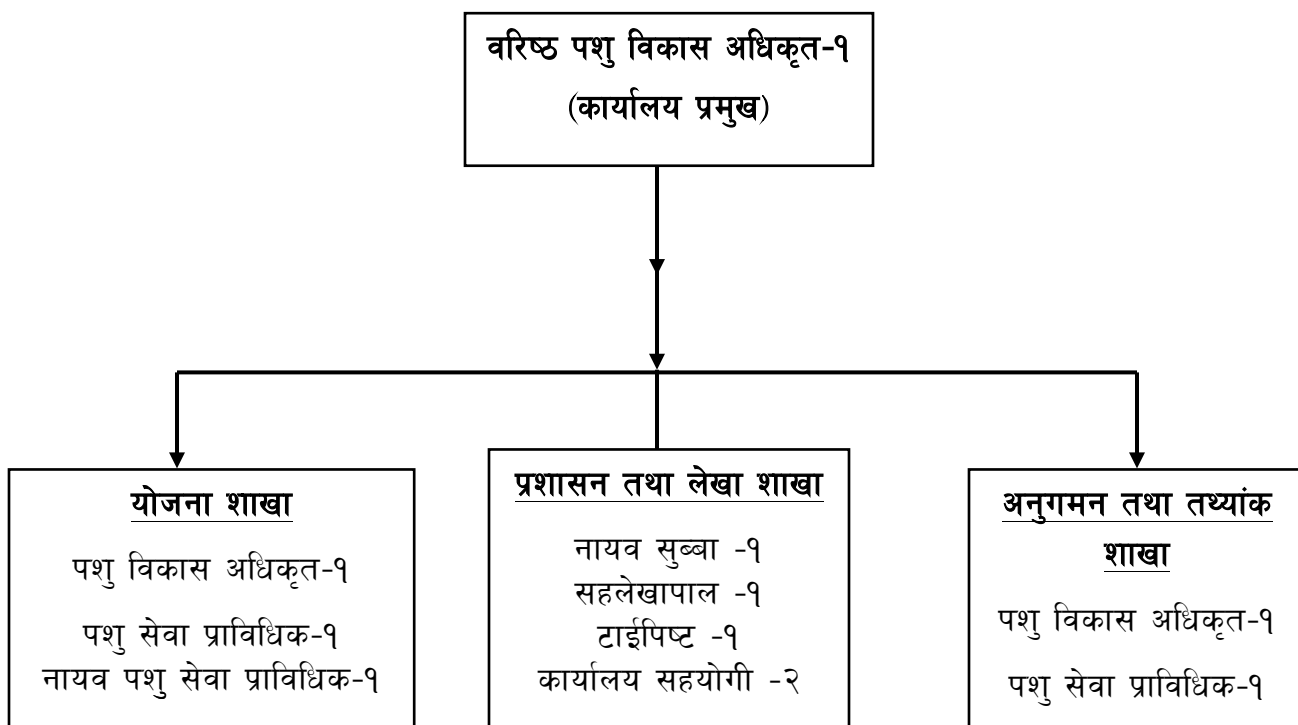 वरिष्ठ पशु विकास अधिकृत-१
(कार्यालय प्रमुख)
योजना शाखा
पशु विकास अधिकृत-१
पशु सेवा प्राविधिक-१
नायव पशु सेवा प्राविधिक-१
प्रशासन तथा लेखा शाखा
नायव सुब्बा -१
सहलेखापाल -१
टाईपिष्ट -१
कार्यालय सहयोगी -२
अनुगमन तथा तथ्यांक
शाखा
पशु विकास अधिकृत-१
पशु सेवा प्राविधिक-१